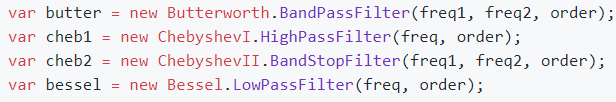 var butter = new Butterworth.BandPassFilter(freq1, freq2, order);
var cheb1 = new ChebyshevI.HighPassFilter(freq, order);
var cheb2 = new ChebyshevII.BandStopFilter(freq1, freq2, order);
var bessel = new Bessel.LowPassFilter(freq, order);